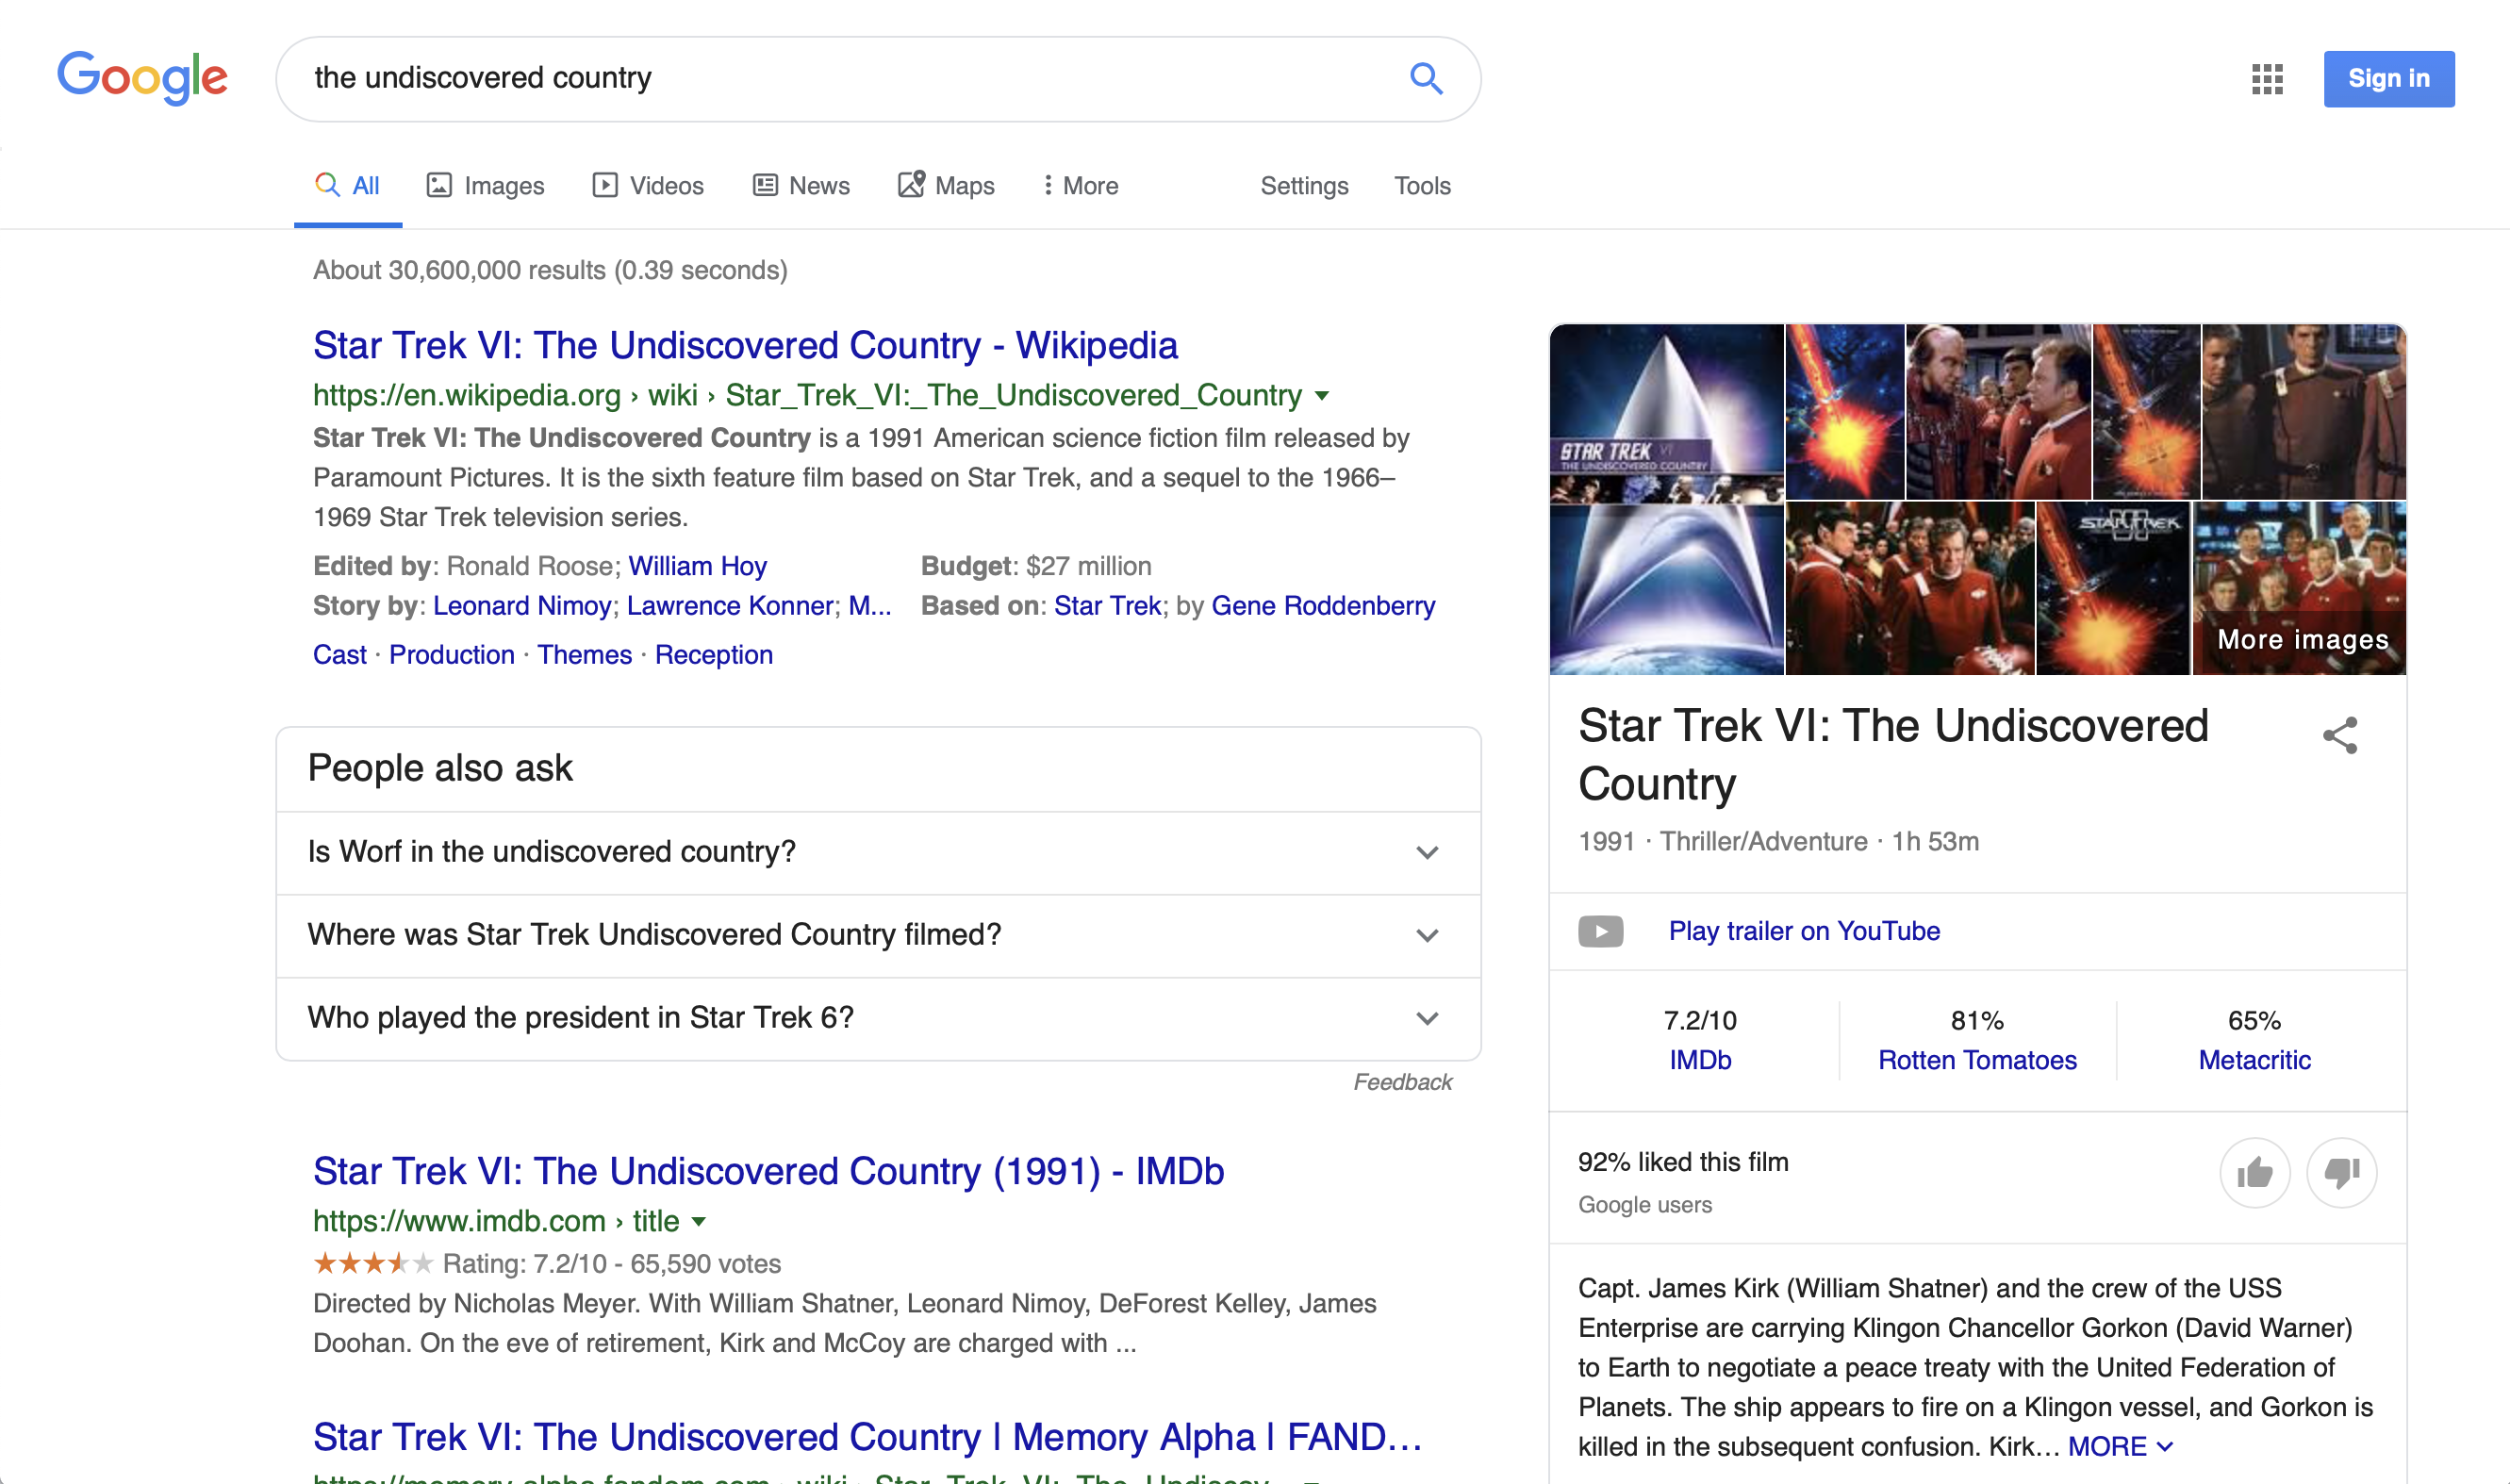 Google
the undiscovered country
Sign in
All
Images
Videos
News
Maps
More
Settings
Tools
About 30,600,000 results (0.39 seconds)
Star Trek VI: The Undiscovered Country - Wikipedia
https://en.wikipedia.org › wiki › Star_Trek_VI:_The_Undiscovered_Country
Star Trek VI: The Undiscovered Country is a 1991 American science fiction film released by
Paramount Pictures. It is the sixth feature film based on Star Trek, and a sequel to the 1966–
1969 Star Trek television series.
Edited by: Ronald Roose; William Hoy
Budget: $27 million
Story by: Leonard Nimoy; Lawrence Konner; M...
Based on: Star Trek; by Gene Roddenberry
Cast · Production · Themes · Reception
People also ask
Is Worf in the undiscovered country?
Where was Star Trek Undiscovered Country filmed?
Who played the president in Star Trek 6?
Feedback
Star Trek VI: The Undiscovered Country (1991) - IMDb
https://www.imdb.com › title
Rating: 7.2/10 - 65,590 votes
Directed by Nicholas Meyer. With William Shatner, Leonard Nimoy, DeForest Kelley, James
Doohan. On the eve of retirement, Kirk and McCoy are charged with ...
Star Trek VI: The Undiscovered Country | Memory Alpha | FAND...
STAR TREK VI
THE UNDISCOVERED COUNTRY
STAR TREK
More images
Star Trek VI: The Undiscovered
Country
1991 · Thriller/Adventure · 1h 53m
Play trailer on YouTube
7.2/10
IMDb
81%
Rotten Tomatoes
65%
Metacritic
92% liked this film
Google users
Capt. James Kirk (William Shatner) and the crew of the USS
Enterprise are carrying Klingon Chancellor Gorkon (David Warner)
to Earth to negotiate a peace treaty with the United Federation of
Planets. The ship appears to fire on a Klingon vessel, and Gorkon is
killed in the subsequent confusion. Kirk... MORE